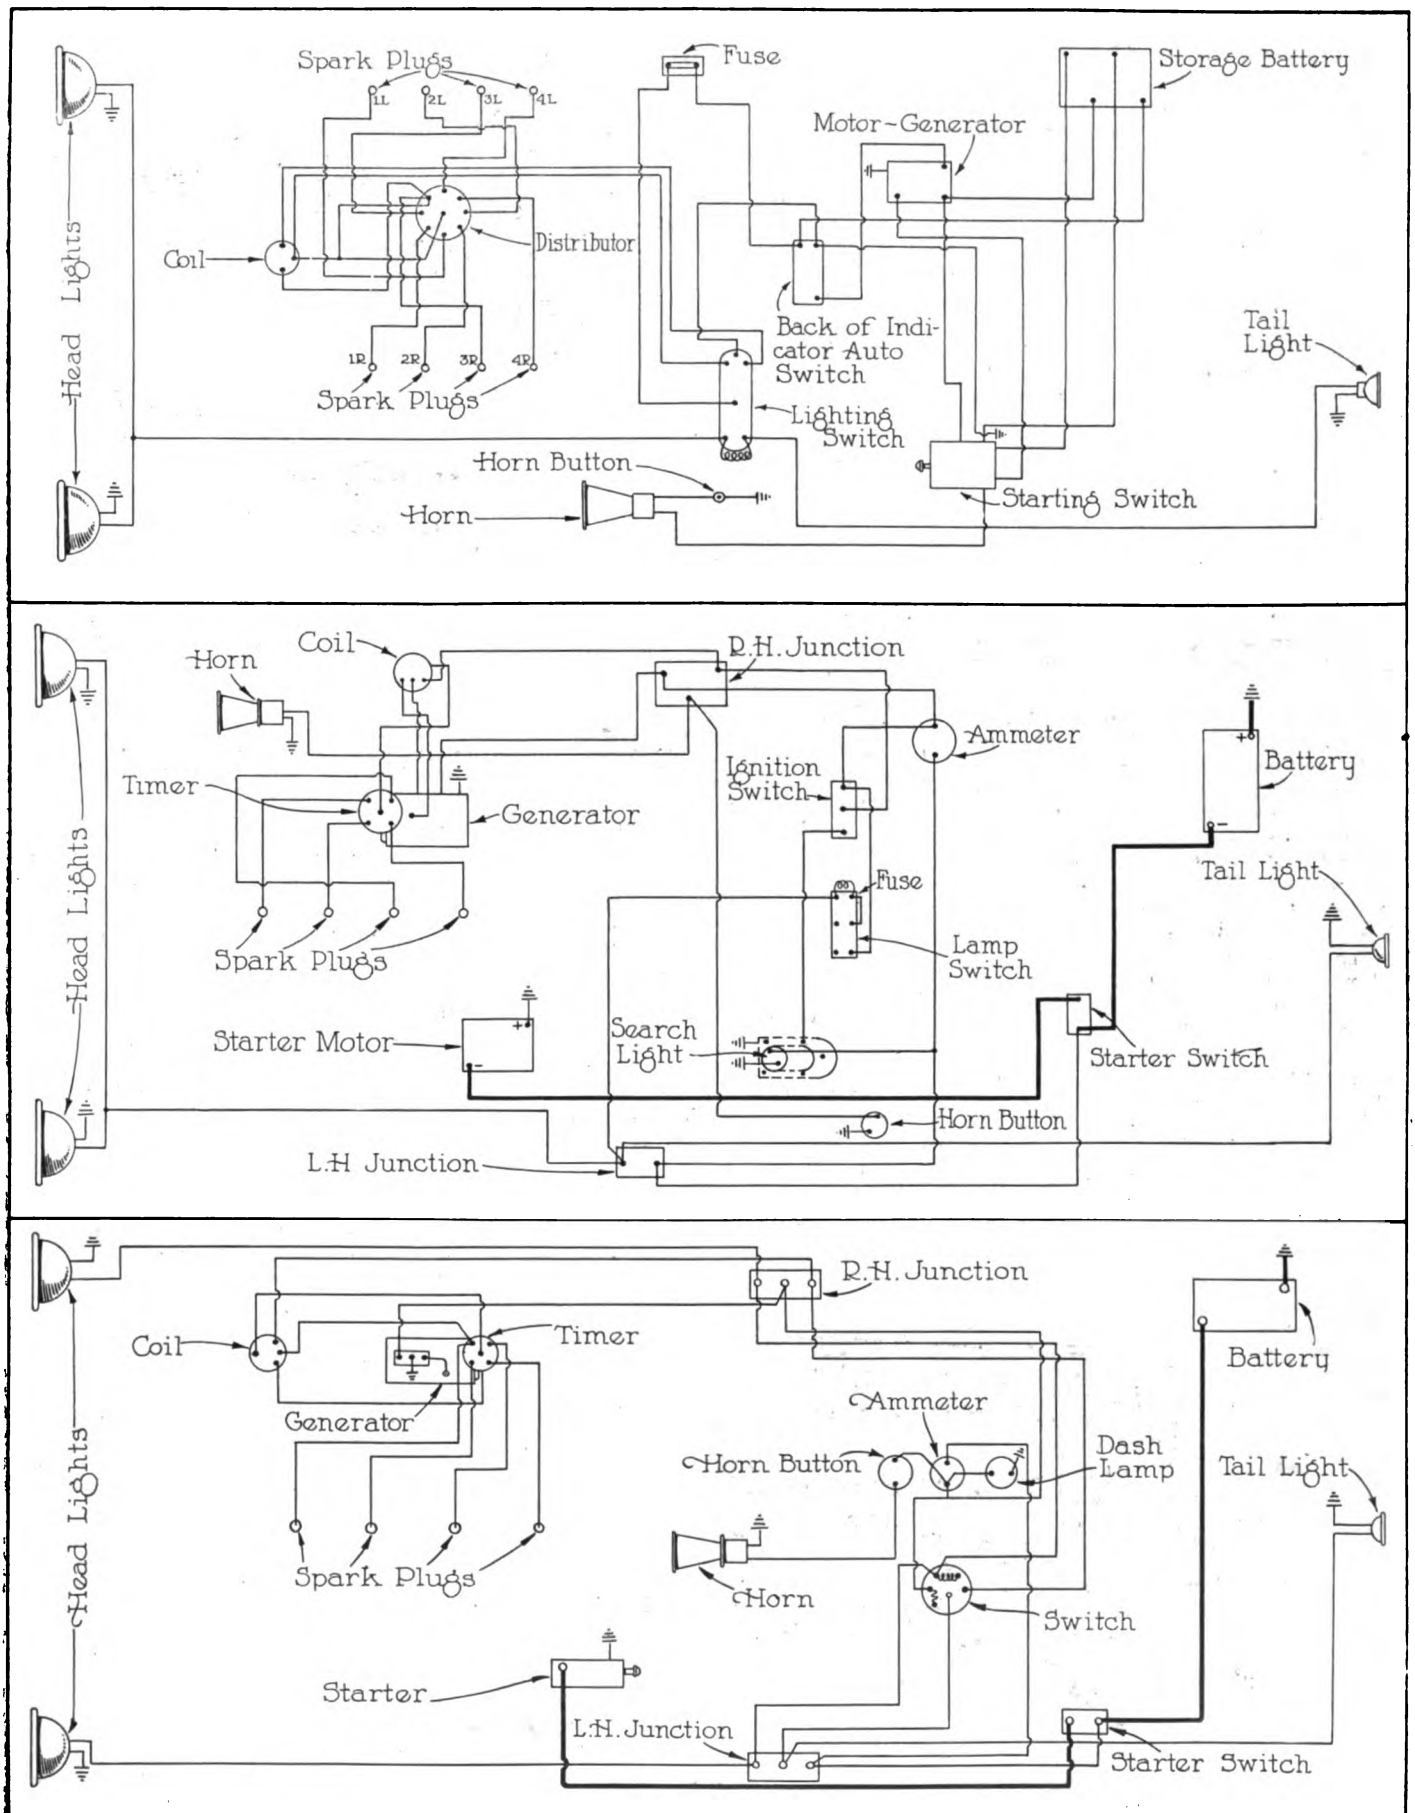 Spark Plugs
1L 2L 3L 4L
Fuse
Storage Battery
Motor-Generator
Head Lights
Coil
Distributor
Back of Indi-
cator Auto
Switch
Tail
Light
1R 2R 3R 4R
Spark Plugs
Lighting
Switch
Horn Button
Starting Switch
Horn
Coil
R.H. Junction
Horn
Ammeter
Ignition
Switch
Battery
+
-
Timer
Generator
Head Lights
Fuse
Tail Light
Spark Plugs
Lamp
Switch
Starter Motor
+
-
Search
Light
Starter Switch
Horn Button
L.H Junction
R.H. Junction
Coil
Timer
Battery
Generator
Ammeter
Head Lights
Horn Button
Dash
Lamp
Tail Light
Spark Plugs
Horn
Switch
Starter
L.H. Junction
Starter Switch